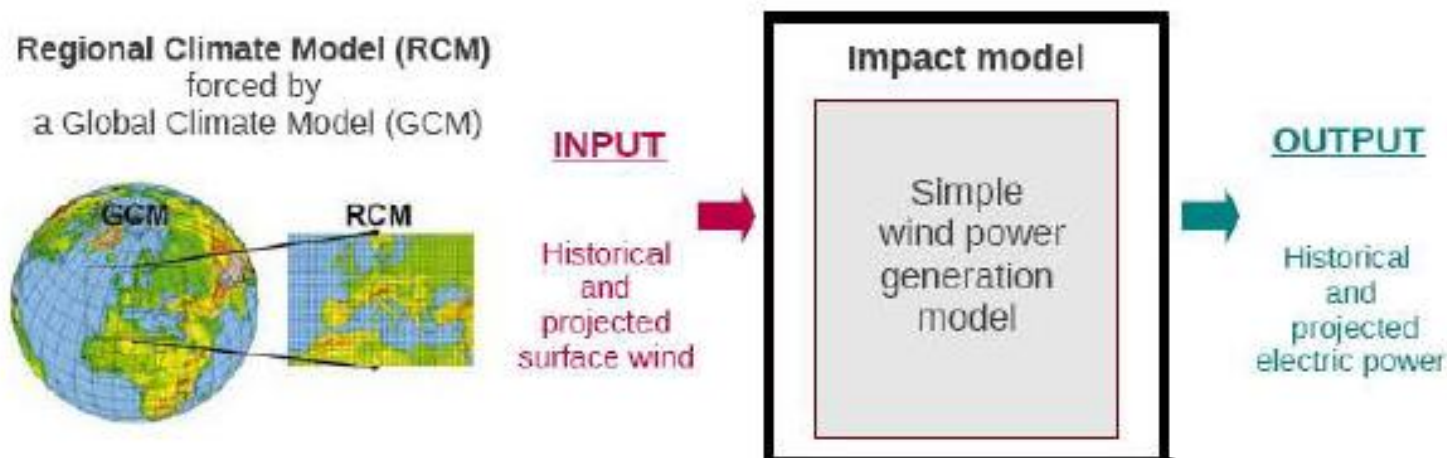 Regional Climate Model (RCM)
forced by
a Global Climate Model (GCM)
GCM
RCM
INPUT
Historical
and
projected
surface wind
Impact model
Simple
wind power
generation
model
OUTPUT
Historical
and
projected
electric power